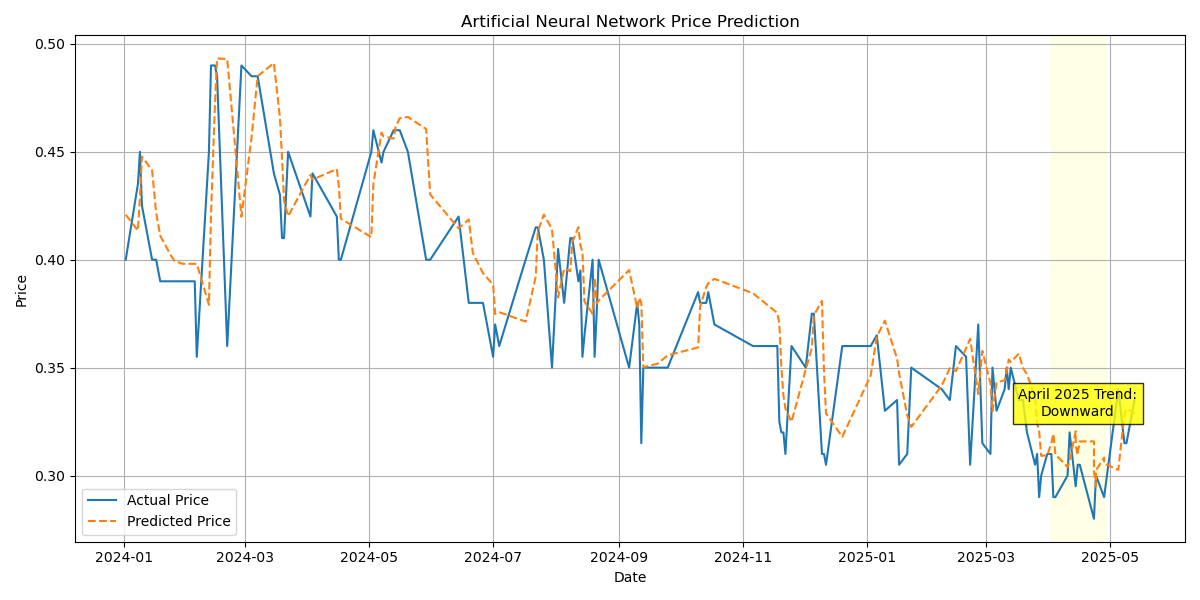 Artificial Neural Network Price Prediction
0.50
0.45
0.40
0.35
0.30
Price
April 2025 Trend:
Downward
Actual Price
Predicted Price
2024-01
2024-03
2024-05
2024-07
2024-09
2024-11
2025-01
2025-03
2025-05
Date